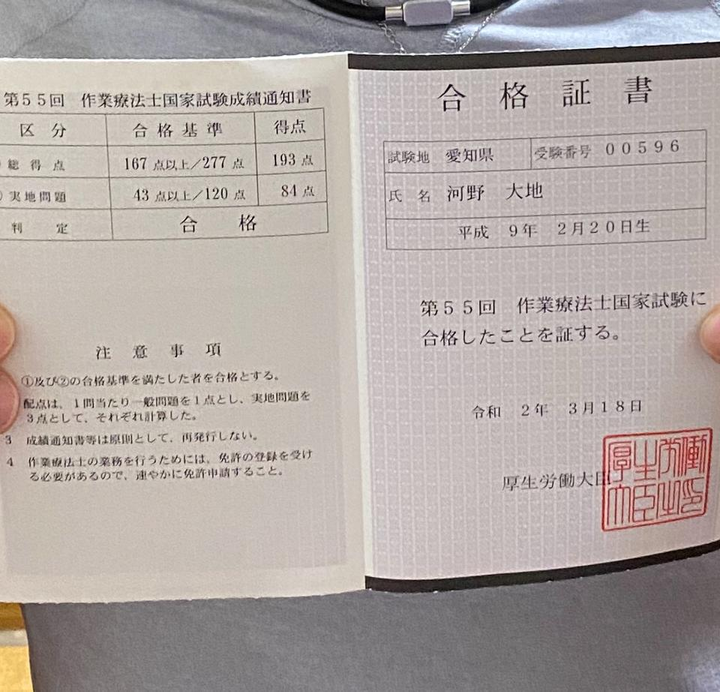 第55回 作業療法士国家試験成績通知書
区分 合格基準 得点
総得点 167点以上/277点 193点
実地問題 43点以上/120点 84点
判定 合格
注意事項
①及び②の合格基準を満たした者を合格とする。
配点は、1問当たり一般問題を1点とし、実地問題を
3点として、それぞれ計算した。
3 成績通知書等は原則として、再発行しない。
4 作業療法士の業務を行うためには、免許の登録を受け
る必要があるので、速やかに免許申請すること。
合格証書
試験地 愛知県 受験番号 00596
氏名 河野 大地
平成 9年 2月20日生
第55回 作業療法士国家試験に
合格したことを証する。
令和 2年 3月18日
厚生労働大臣
厚生労働
大臣之印